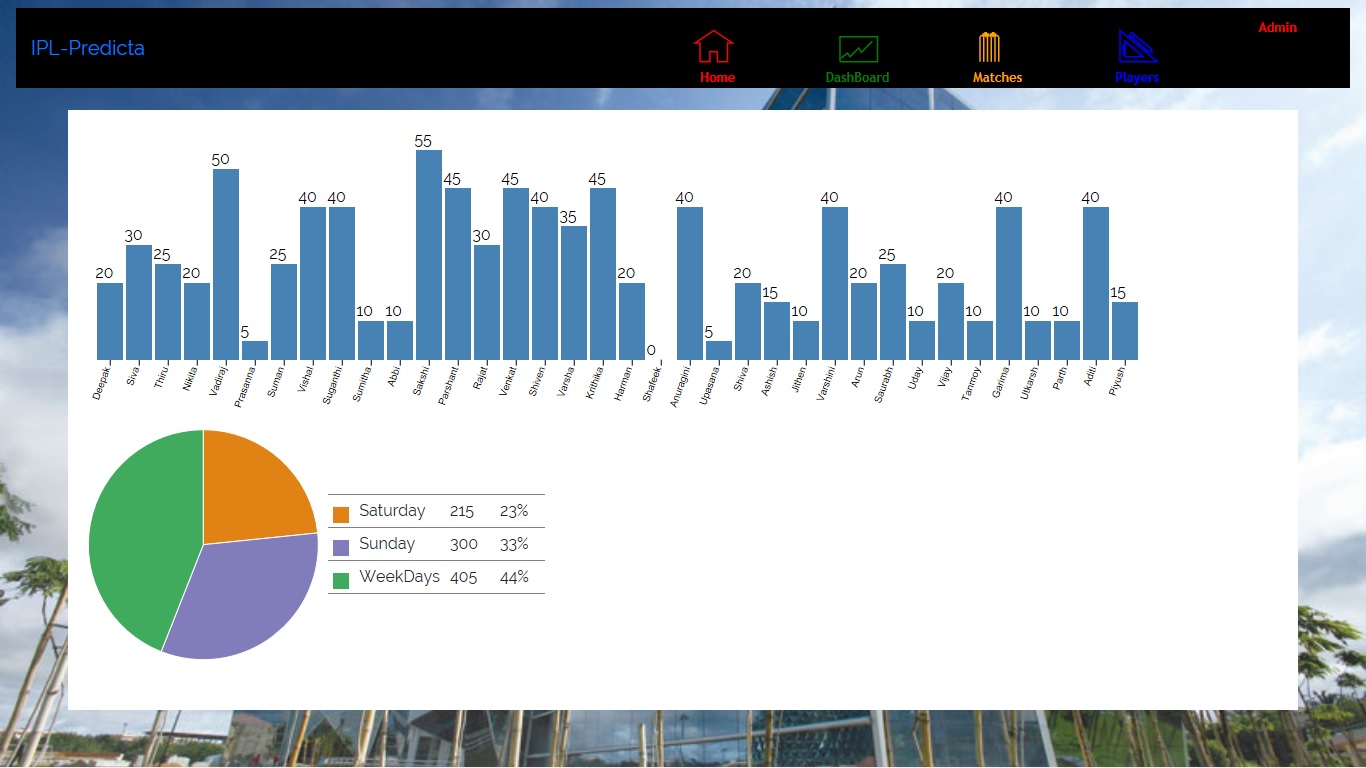 IPL-Predicta
Admin
Home DashBoard Matches Players
20 30 25 20 50 5 25 40 40 10 10 55 45 30 45 40 35 45 20 0 40 5 20 15 10 40 20 25 10 20 10 40 10 10 40 15
Deepak Siva Thiru Nikita Vadiraj Prasanna Suman Vishal Suganthi Sumitha Abbi Sakshi Parshant Rajat Venkat Shiven Varsha Krithika Harman Shafeek Anuragini Upasana Shiva Ashish Jithen Varshini Arun Saurabh Uday Vijay Tanmoy Garima Utkarsh Parth Aditi Piyush
Saturday 215 23%
Sunday 300 33%
WeekDays 405 44%